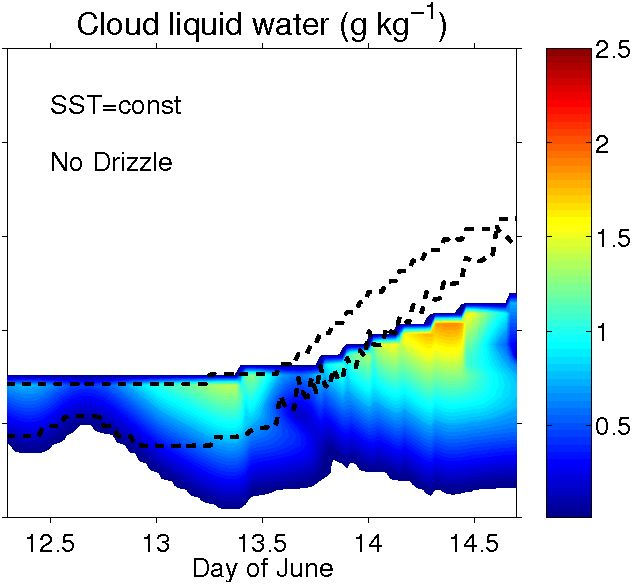 Cloud liquid water (g kg⁻¹)
SST=const
No Drizzle
2.5
2
1.5
1
0.5
12.5 13 13.5 14 14.5
Day of June